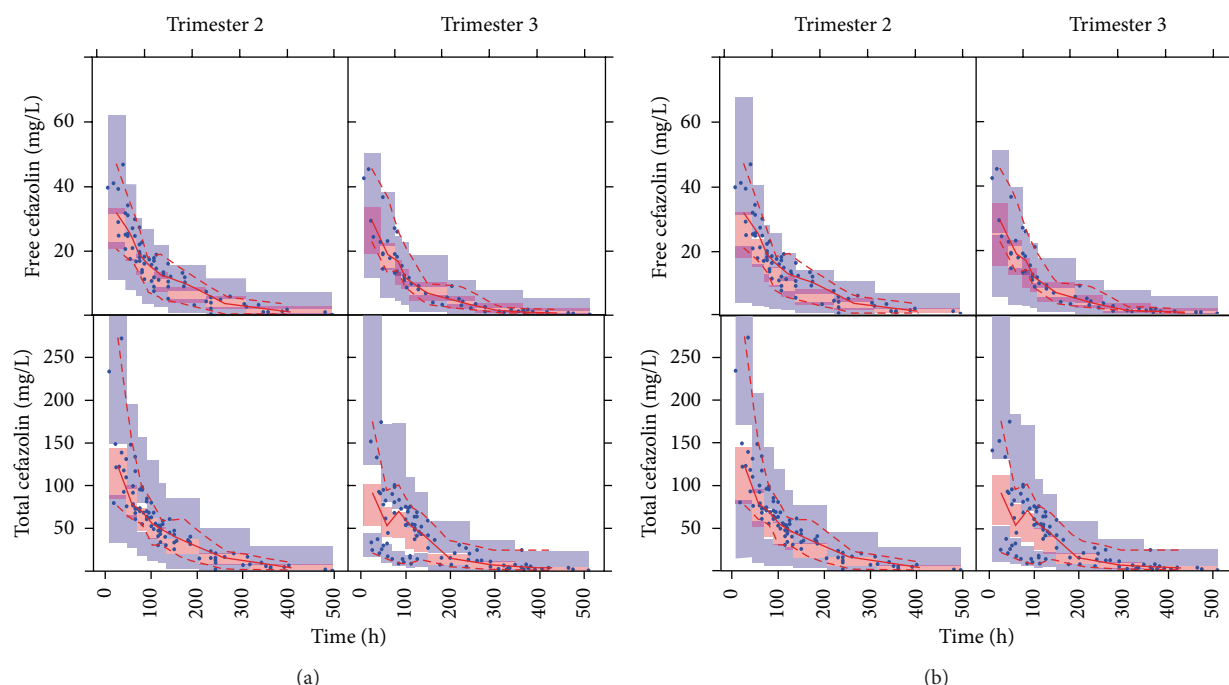 Trimester 2 Trimester 3 Trimester 2 Trimester 3
Free cefazolin (mg/L)
60
40
20
Total cefazolin (mg/L)
250
200
150
100
50
0 100 200 300 400 500 0 100 200 300 400 500
Time (h)
(a)
Free cefazolin (mg/L)
60
40
20
Total cefazolin (mg/L)
250
200
150
100
50
0 100 200 300 400 500 0 100 200 300 400 500
Time (h)
(b)